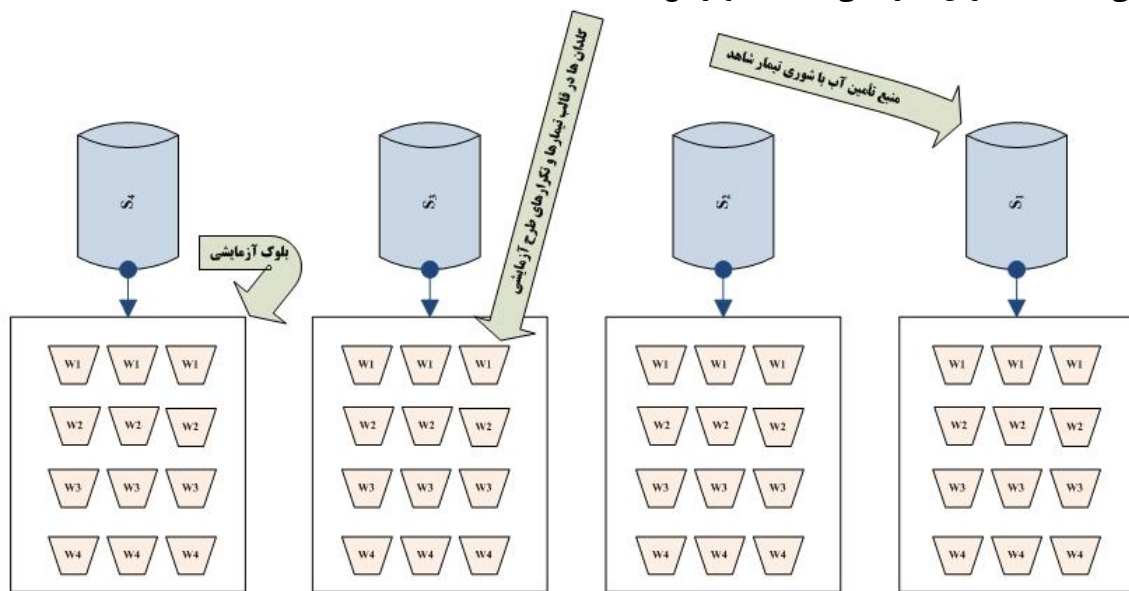 منبع تأمین آب با شوری تیمار شاهد
گلدان ها در قالب تیمارها و تکرارهای طرح آزمایشی
بلوک آزمایشی
S4 S3 S2 S1
W1 W1 W1 W1 W1 W1 W1 W1 W1 W1 W1 W1
W2 W2 W2 W2 W2 W2 W2 W2 W2 W2 W2 W2
W3 W3 W3 W3 W3 W3 W3 W3 W3 W3 W3 W3
W4 W4 W4 W4 W4 W4 W4 W4 W4 W4 W4 W4